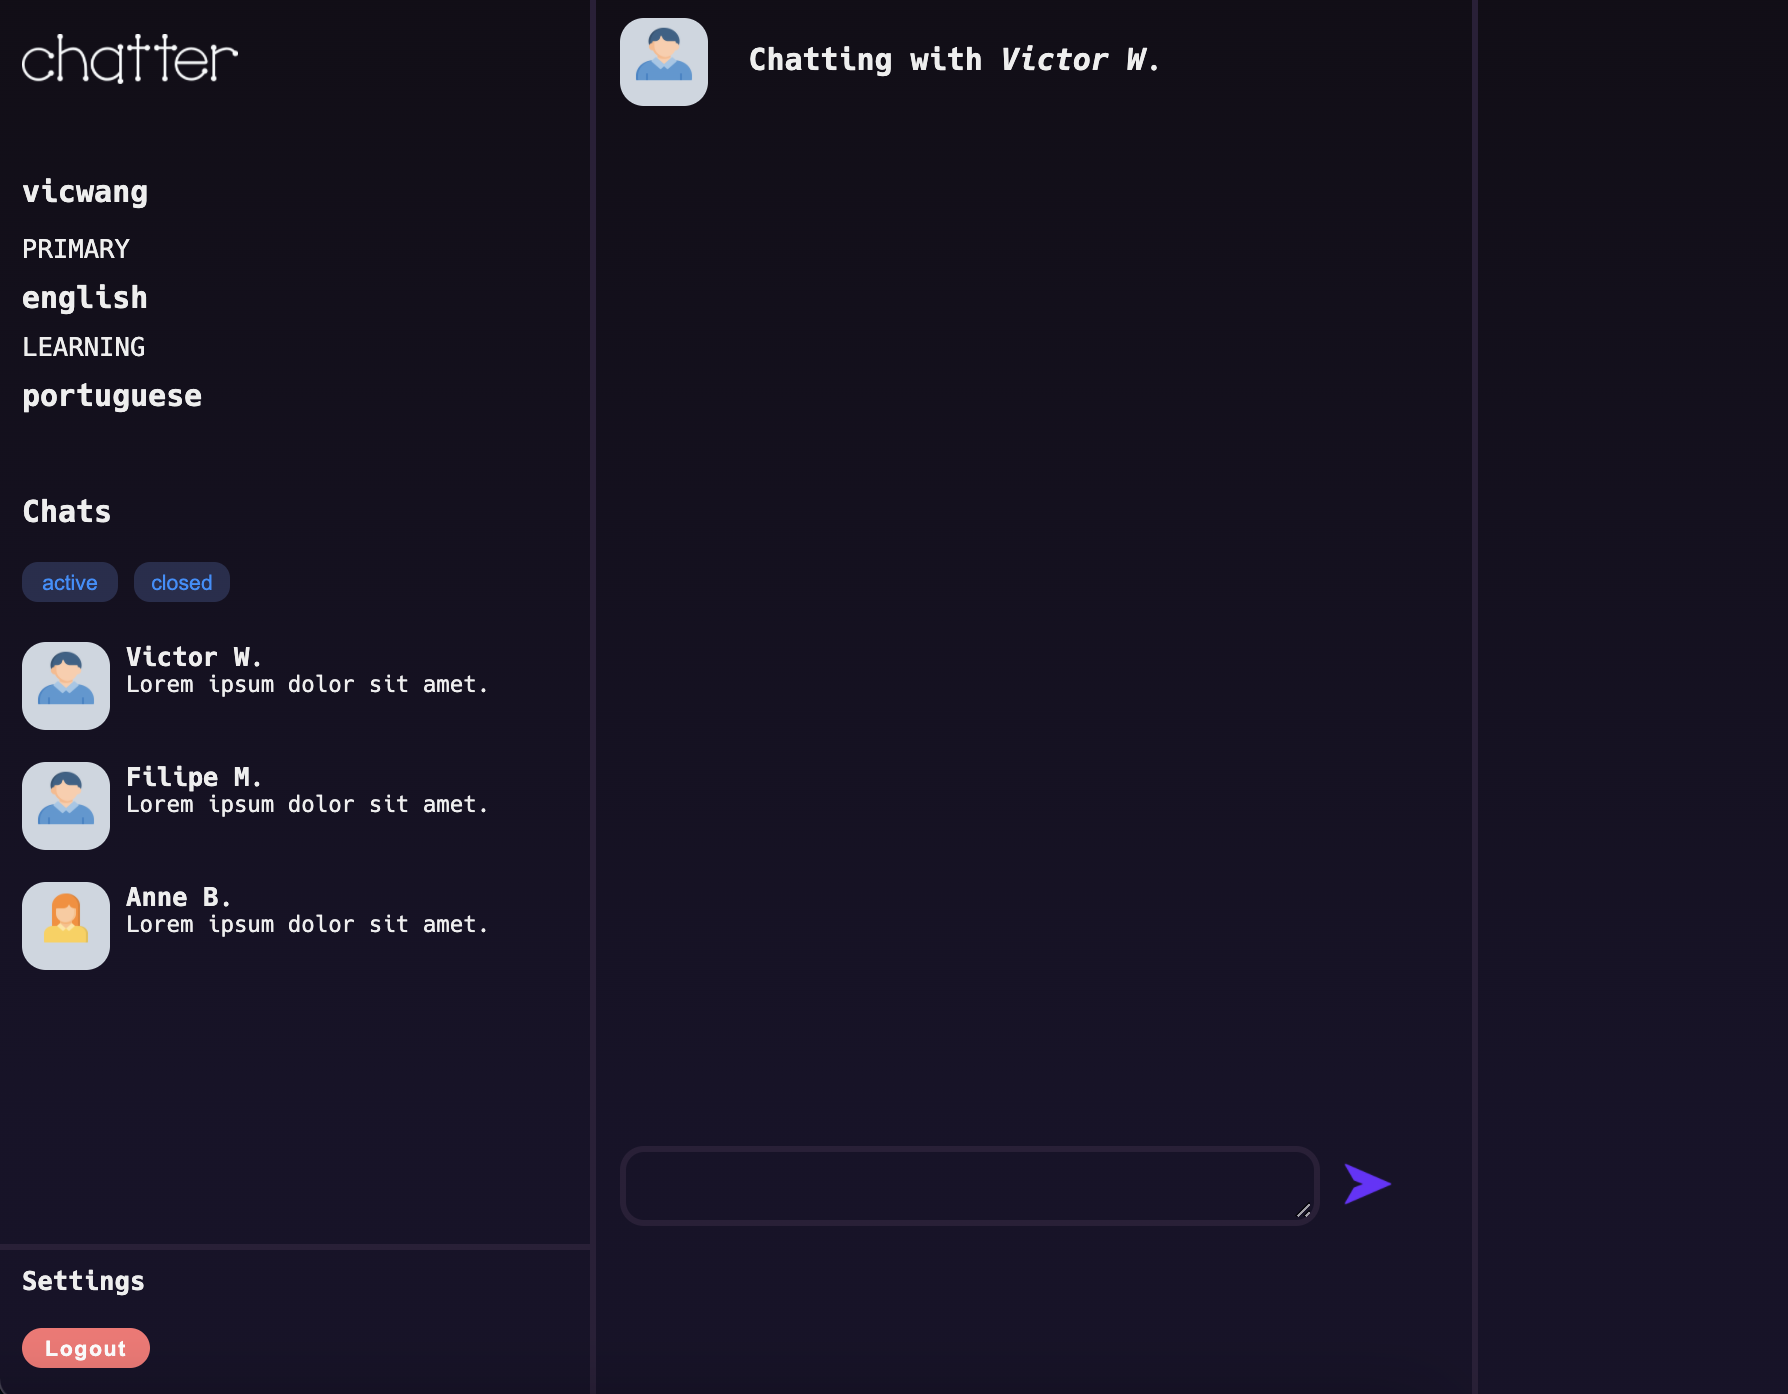 chatter
vicwang
PRIMARY
english
LEARNING
portuguese
Chats
active closed
Victor W.
Lorem ipsum dolor sit amet.
Filipe M.
Lorem ipsum dolor sit amet.
Anne B.
Lorem ipsum dolor sit amet.
Settings
Logout
Chatting with Victor W.